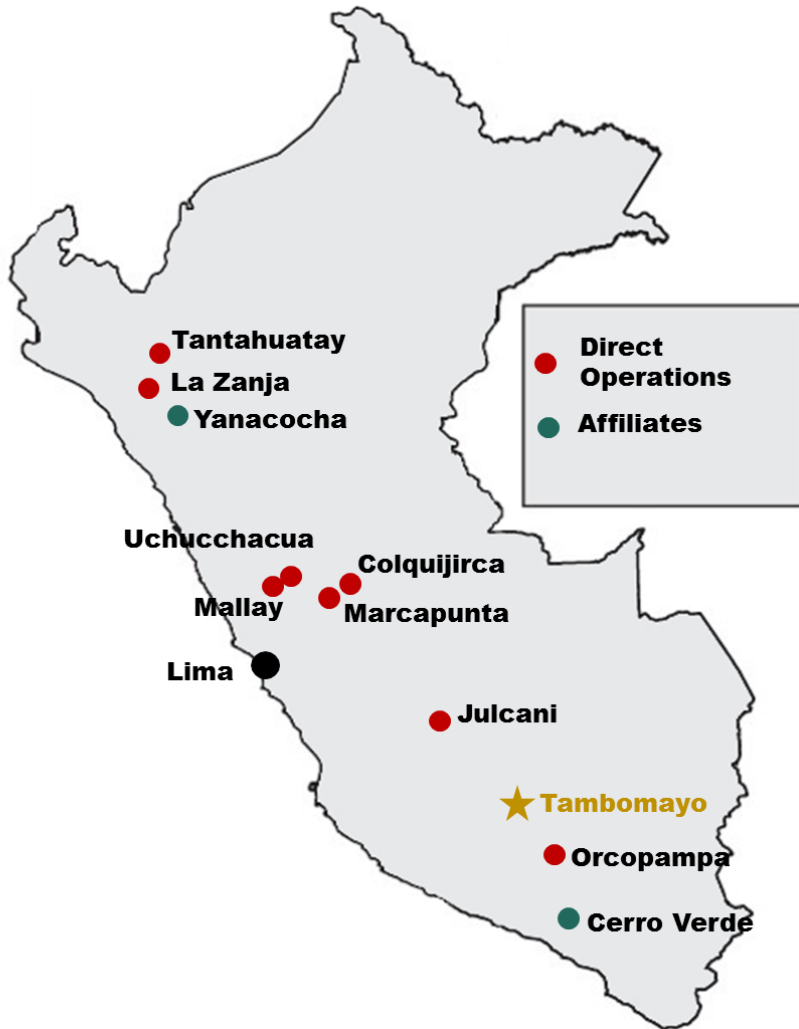 Tantahuatay
La Zanja
Yanacocha
Direct
Operations
Affiliates
Uchucchacua
Colquijirca
Mallay
Marcapunta
Lima
Julcani
Tambomayo
Orcopampa
Cerro Verde